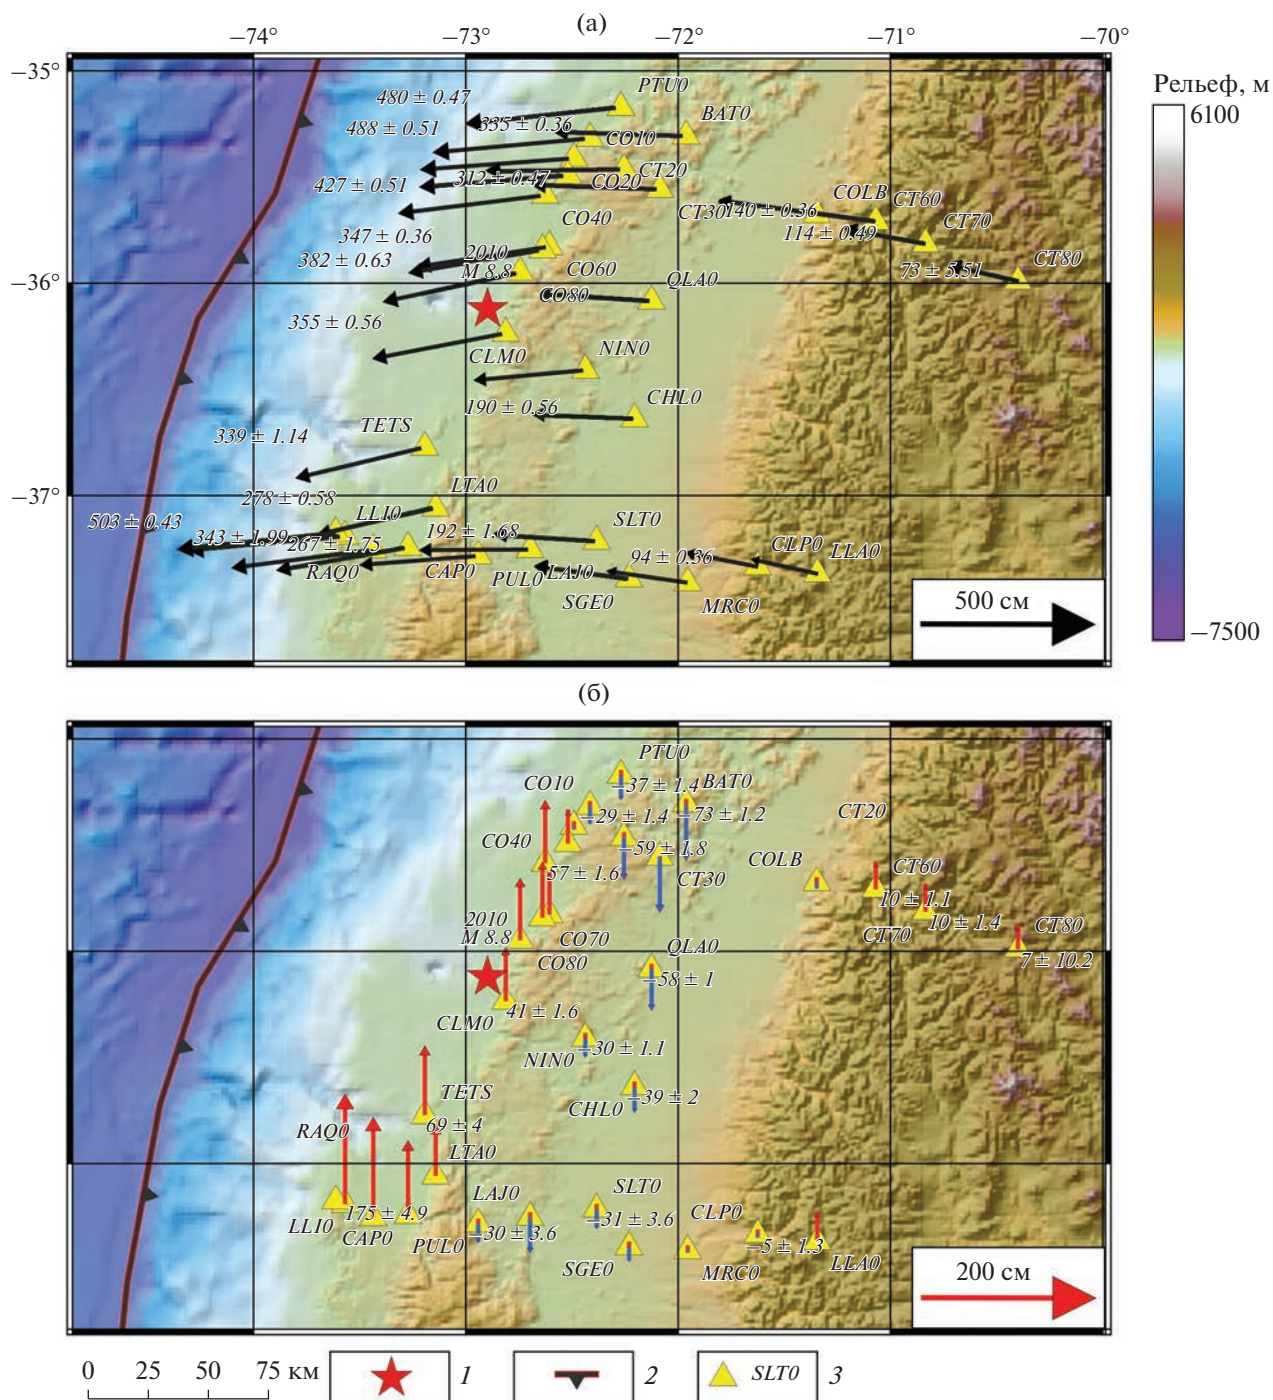 (а)
−74° −73° −72° −71° −70°
−35°
−36°
−37°
Рельеф, м
6100
−7500
480 ± 0.47
PTU0
488 ± 0.51
335 ± 0.36
BAT0
CO10
427 ± 0.51
312 ± 0.47
CT20
CO20
CO40
CT30
140 ± 0.36
COLB
CT60
114 ± 0.49
CT70
347 ± 0.36
382 ± 0.63
2010
M 8.8
CO60
QLA0
73 ± 5.51
CT80
CO80
355 ± 0.56
CLM0
NIN0
190 ± 0.56
CHL0
339 ± 1.14
TETS
278 ± 0.58
LTA0
503 ± 0.43
343 ± 1.99
LLI0
267 ± 1.75
192 ± 1.68
SLT0
94 ± 0.36
CLP0
LLA0
RAQ0
CAP0
PUL0
LAJ0
SGE0
MRC0
500 см
(б)
PTU0
CO10
−37 ± 1.4
BAT0
−29 ± 1.4
−73 ± 1.2
CT20
CO40
−59 ± 1.8
57 ± 1.6
CT30
COLB
CT60
10 ± 1.1
2010
M 8.8
CO70
QLA0
CT70
10 ± 1.4
CT80
CO80
−58 ± 1
7 ± 10.2
CLM0
41 ± 1.6
NIN0
−30 ± 1.1
CHL0
−39 ± 2
TETS
69 ± 4
RAQ0
LTA0
LAJ0
SLT0
CLP0
LLI0
175 ± 4.9
CAP0
PUL0
−30 ± 3.6
−31 ± 3.6
−5 ± 1.3
SGE0
MRC0
LLA0
200 см
0 25 50 75 км
1
2
SLT0 3